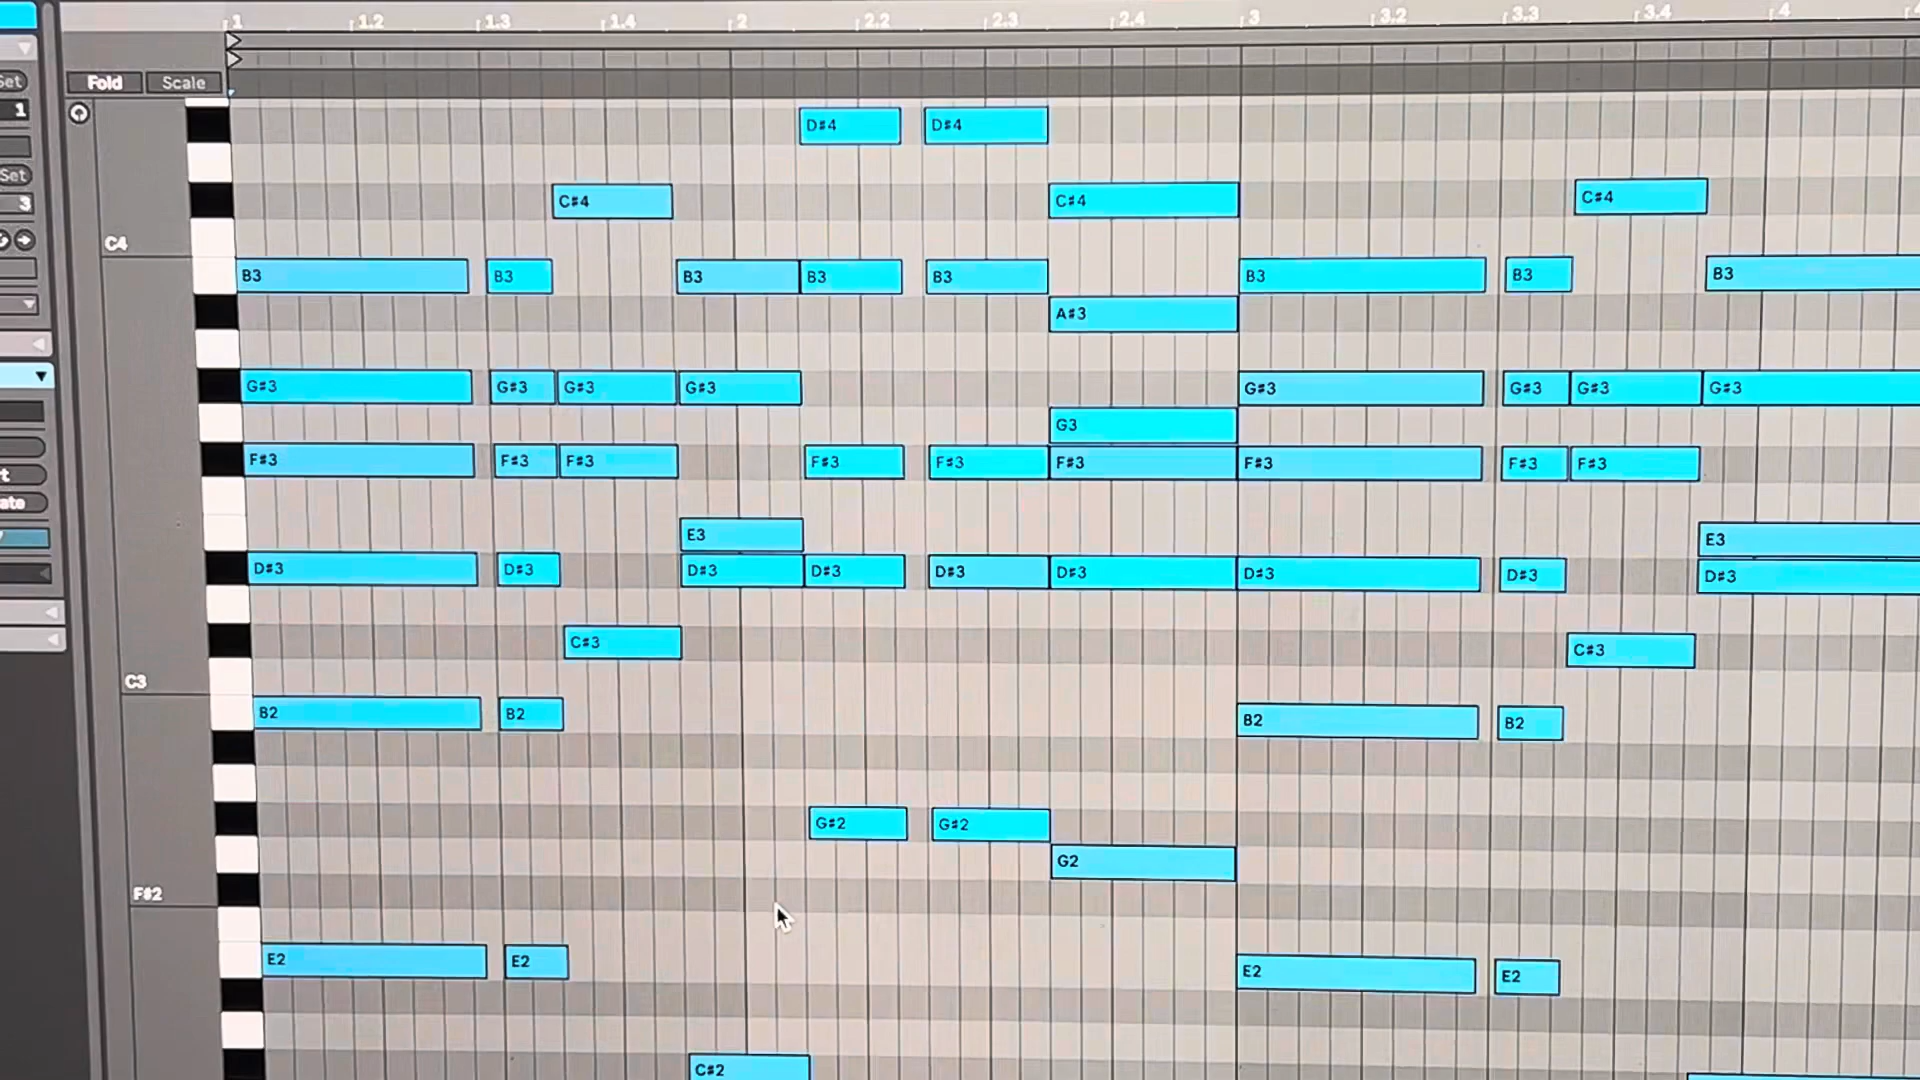 1 1.2 1.3 1.4 2 2.2 2.3 2.4 3 3.2 3.3 3.4 4
Set
Fold Scale
1
D#4 D#4
Set
3
C#4 C#4 C#4
C4
B3 B3 B3 B3 B3 B3 B3 B3
A#3
G#3 G#3 G#3 G#3 G#3 G#3 G#3 G#3
G3
F#3 F#3 F#3 F#3 F#3 F#3 F#3 F#3 F#3
E3 E3
D#3 D#3 D#3 D#3 D#3 D#3 D#3 D#3 D#3
C#3 C#3
C3
B2 B2 B2 B2
G#2 G#2
G2
F#2
E2 E2 E2 E2
C#2